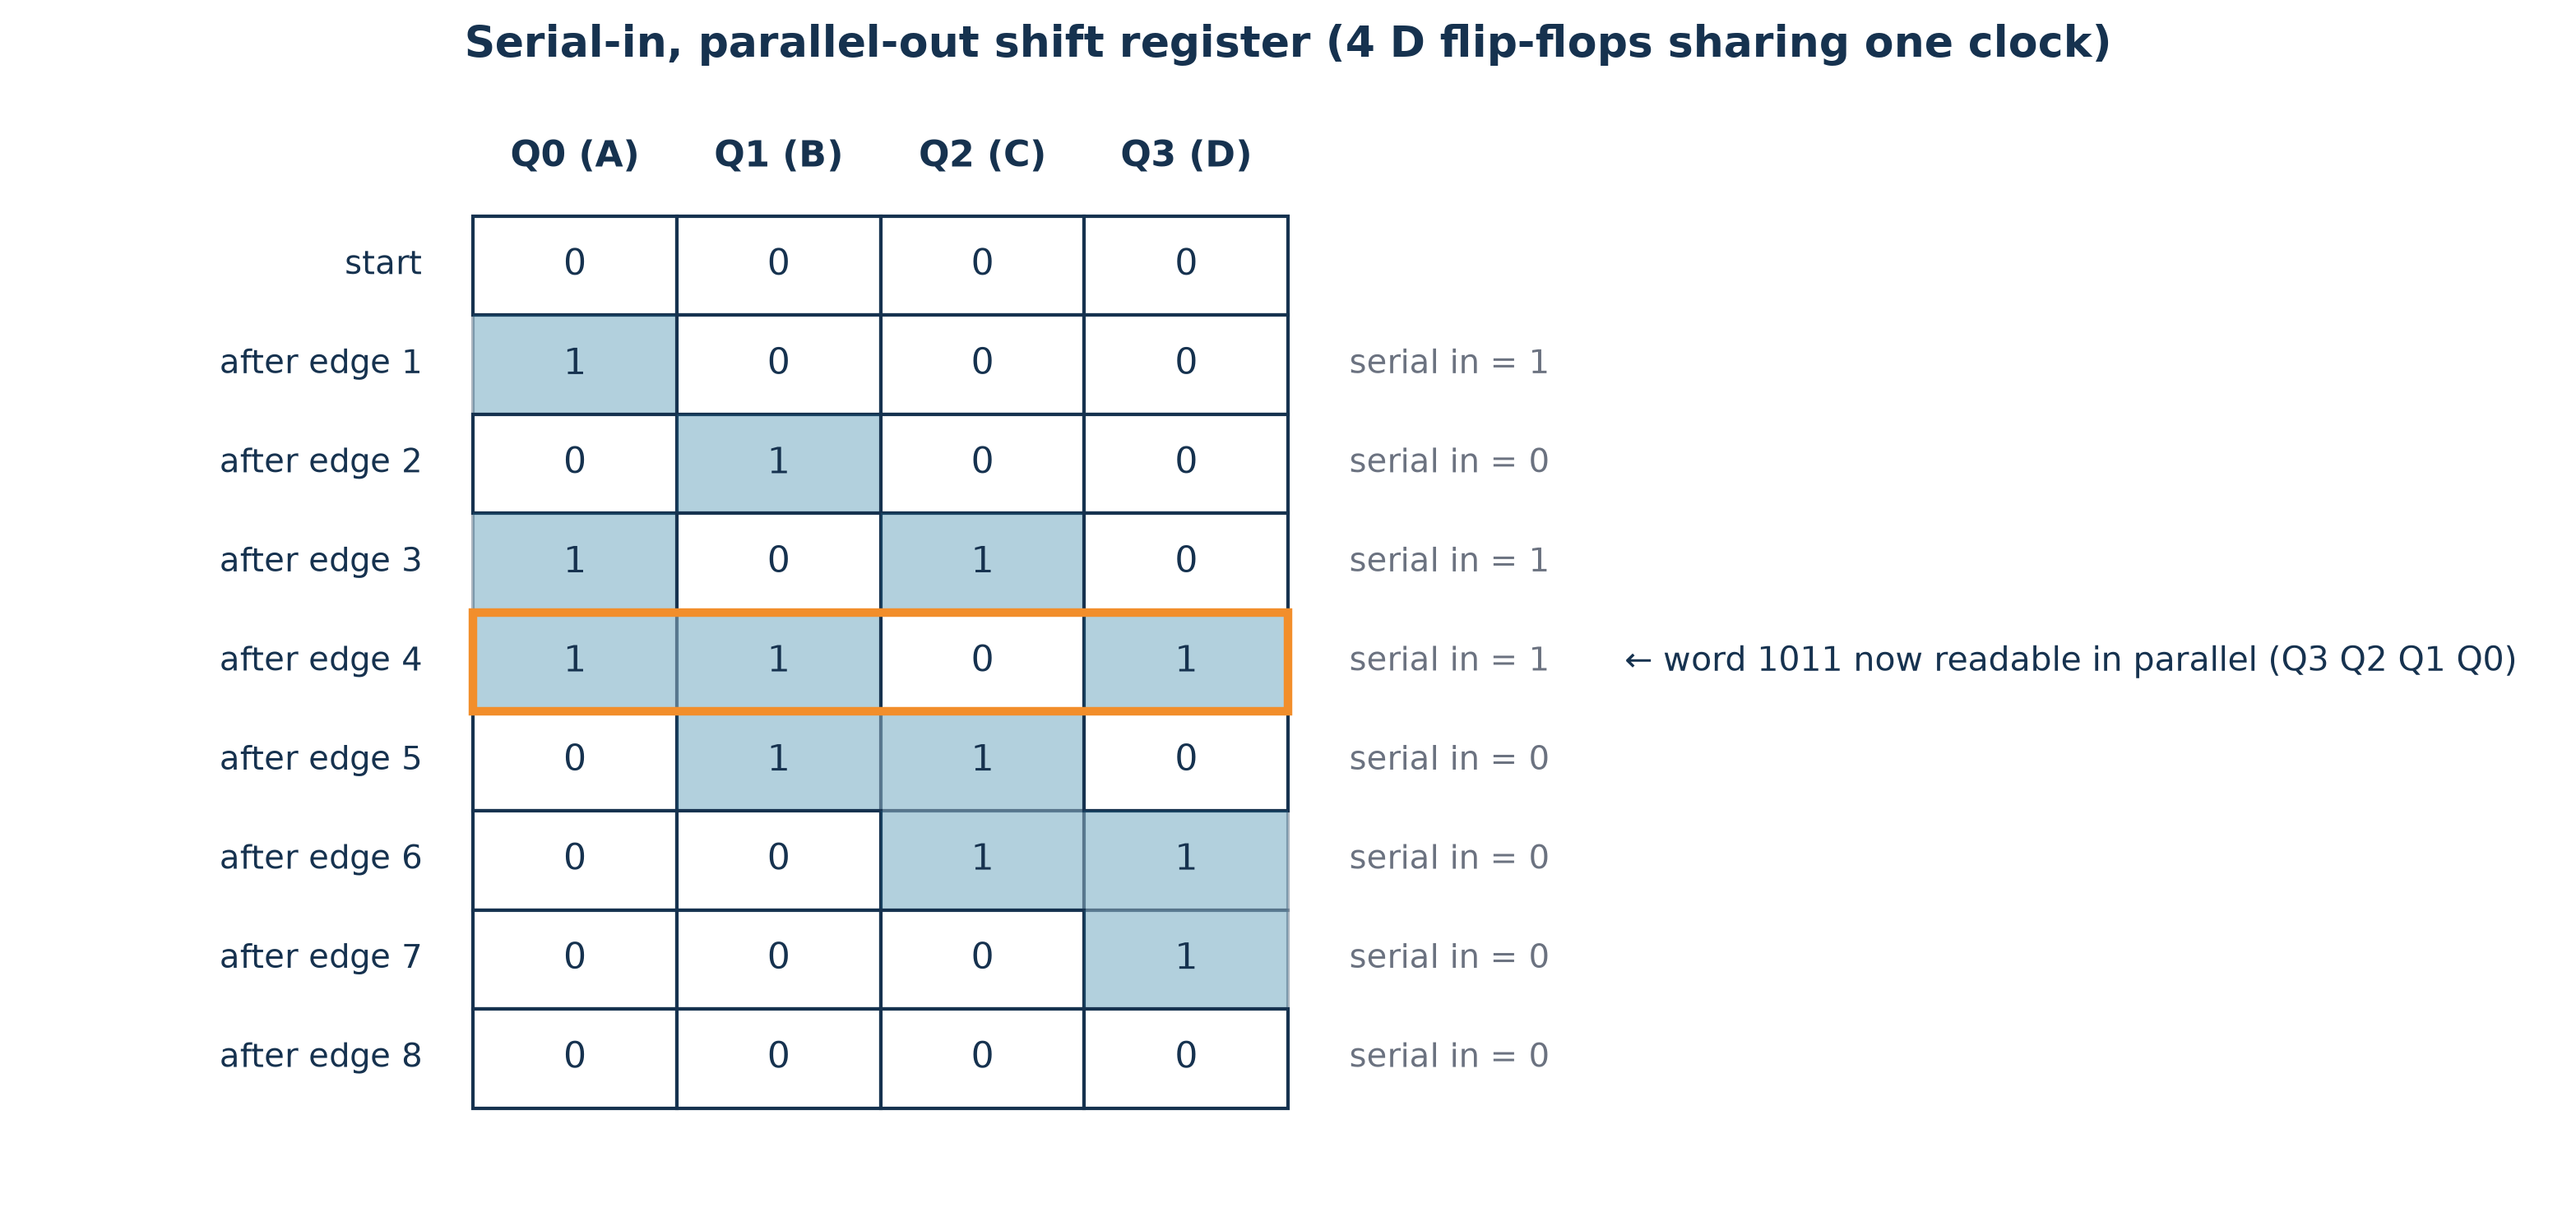 Serial-in, parallel-out shift register (4 D flip-flops sharing one clock)
Q0 (A) Q1 (B) Q2 (C) Q3 (D)
start 0 0 0 0
after edge 1 1 0 0 0 serial in = 1
after edge 2 0 1 0 0 serial in = 0
after edge 3 1 0 1 0 serial in = 1
after edge 4 1 1 0 1 serial in = 1 ← word 1011 now readable in parallel (Q3 Q2 Q1 Q0)
after edge 5 0 1 1 0 serial in = 0
after edge 6 0 0 1 1 serial in = 0
after edge 7 0 0 0 1 serial in = 0
after edge 8 0 0 0 0 serial in = 0